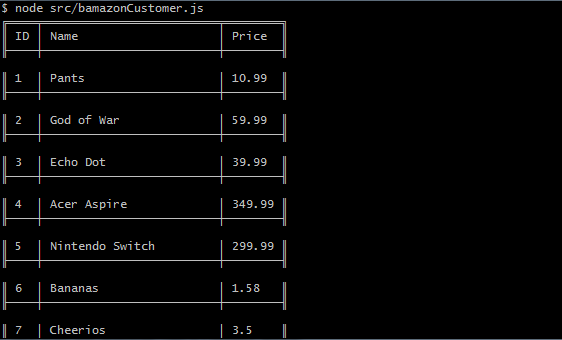 $ node src/bamazonCustomer.js
ID Name Price
1 Pants 10.99
2 God of War 59.99
3 Echo Dot 39.99
4 Acer Aspire 349.99
5 Nintendo Switch 299.99
6 Bananas 1.58
7 Cheerios 3.5